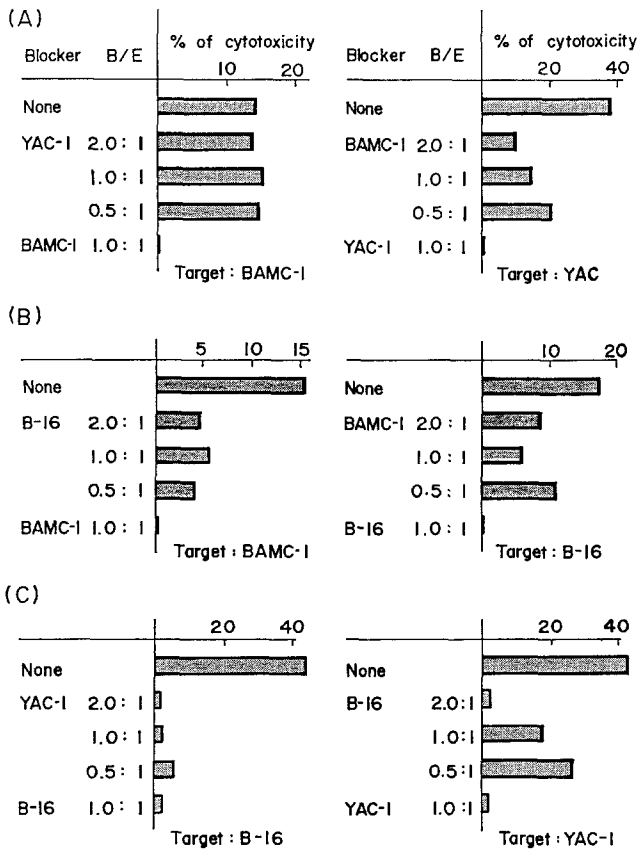 (A)
Blocker B/E % of cytotoxicity
10 20
None
YAC-1 2.0 : 1
1.0 : 1
0.5 : 1
BAMC-1 1.0 : 1
Target : BAMC-1
Blocker B/E % of cytotoxicity
20 40
None
BAMC-1 2.0 : 1
1.0 : 1
0.5 : 1
YAC-1 1.0 : 1
Target : YAC
(B)
5 10 15
None
B-16 2.0 : 1
1.0 : 1
0.5 : 1
BAMC-1 1.0 : 1
Target : BAMC-1
10 20
None
BAMC-1 2.0 : 1
1.0 : 1
0.5 : 1
B-16 1.0 : 1
Target : B-16
(C)
20 40
None
YAC-1 2.0 : 1
1.0 : 1
0.5 : 1
B-16 1.0 : 1
Target : B-16
20 40
None
B-16 2.0 : 1
1.0 : 1
0.5 : 1
YAC-1 1.0 : 1
Target : YAC-1